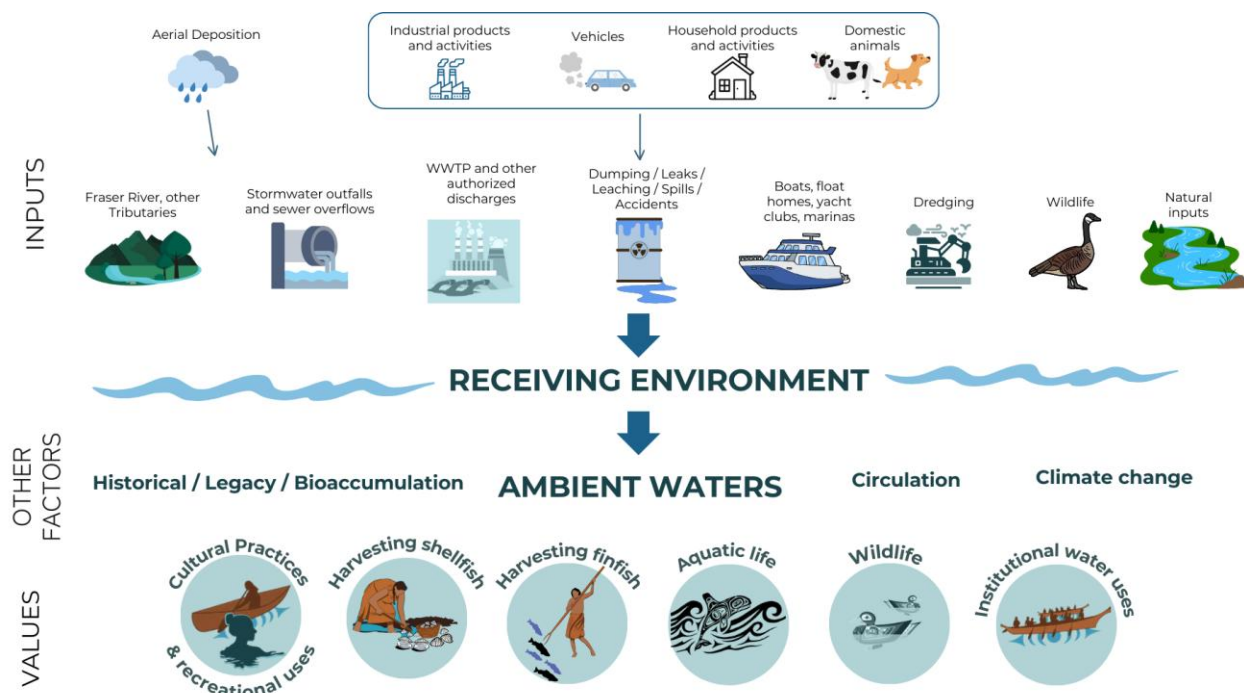 Aerial Deposition
Industrial products
and activities
Vehicles
Household products
and activities
Domestic
animals
INPUTS
Fraser River, other
Tributaries
Stormwater outfalls
and sewer overflows
WWTP and other
authorized
discharges
Dumping / Leaks /
Leaching / Spills /
Accidents
Boats, float
homes, yacht
clubs, marinas
Dredging
Wildlife
Natural
inputs
RECEIVING ENVIRONMENT
OTHER
FACTORS
Historical / Legacy / Bioaccumulation
AMBIENT WATERS
Circulation
Climate change
VALUES
Cultural Practices
& recreational uses
Harvesting shellfish
Harvesting finfish
Aquatic life
Wildlife
Institutional water uses